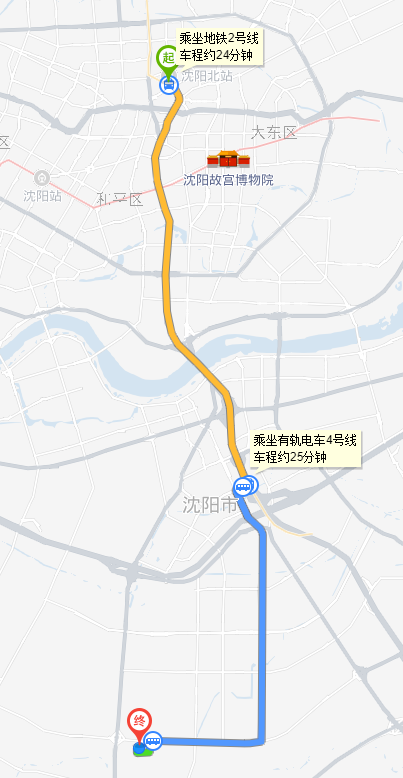 乘坐地铁2号线
车程约24分钟
起
沈阳北站
大东区
区
沈阳故宫博物院
沈阳站
和平区
乘坐有轨电车4号线
车程约25分钟
沈阳市
终